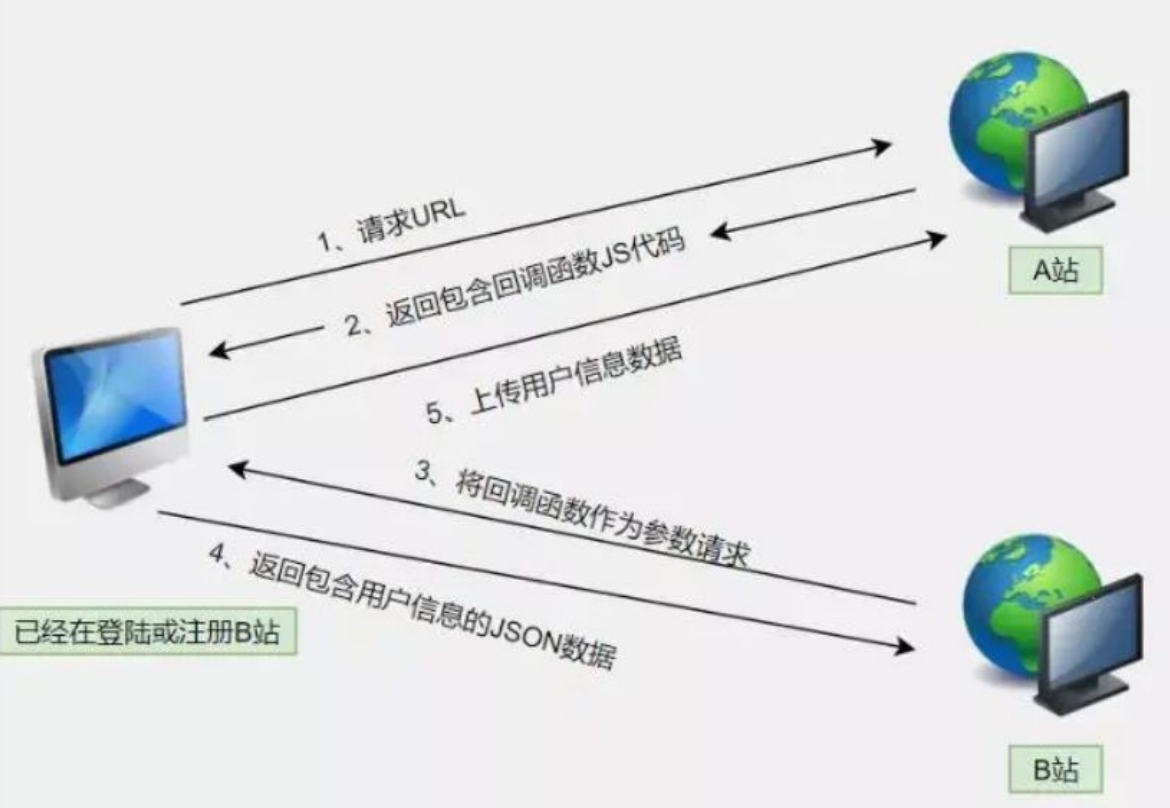 1、请求URL
2、返回包含回调函数JS代码
A站
5、上传用户信息数据
3、将回调函数作为参数请求
4、返回包含用户信息的JSON数据
已经在登陆或注册B站
B站